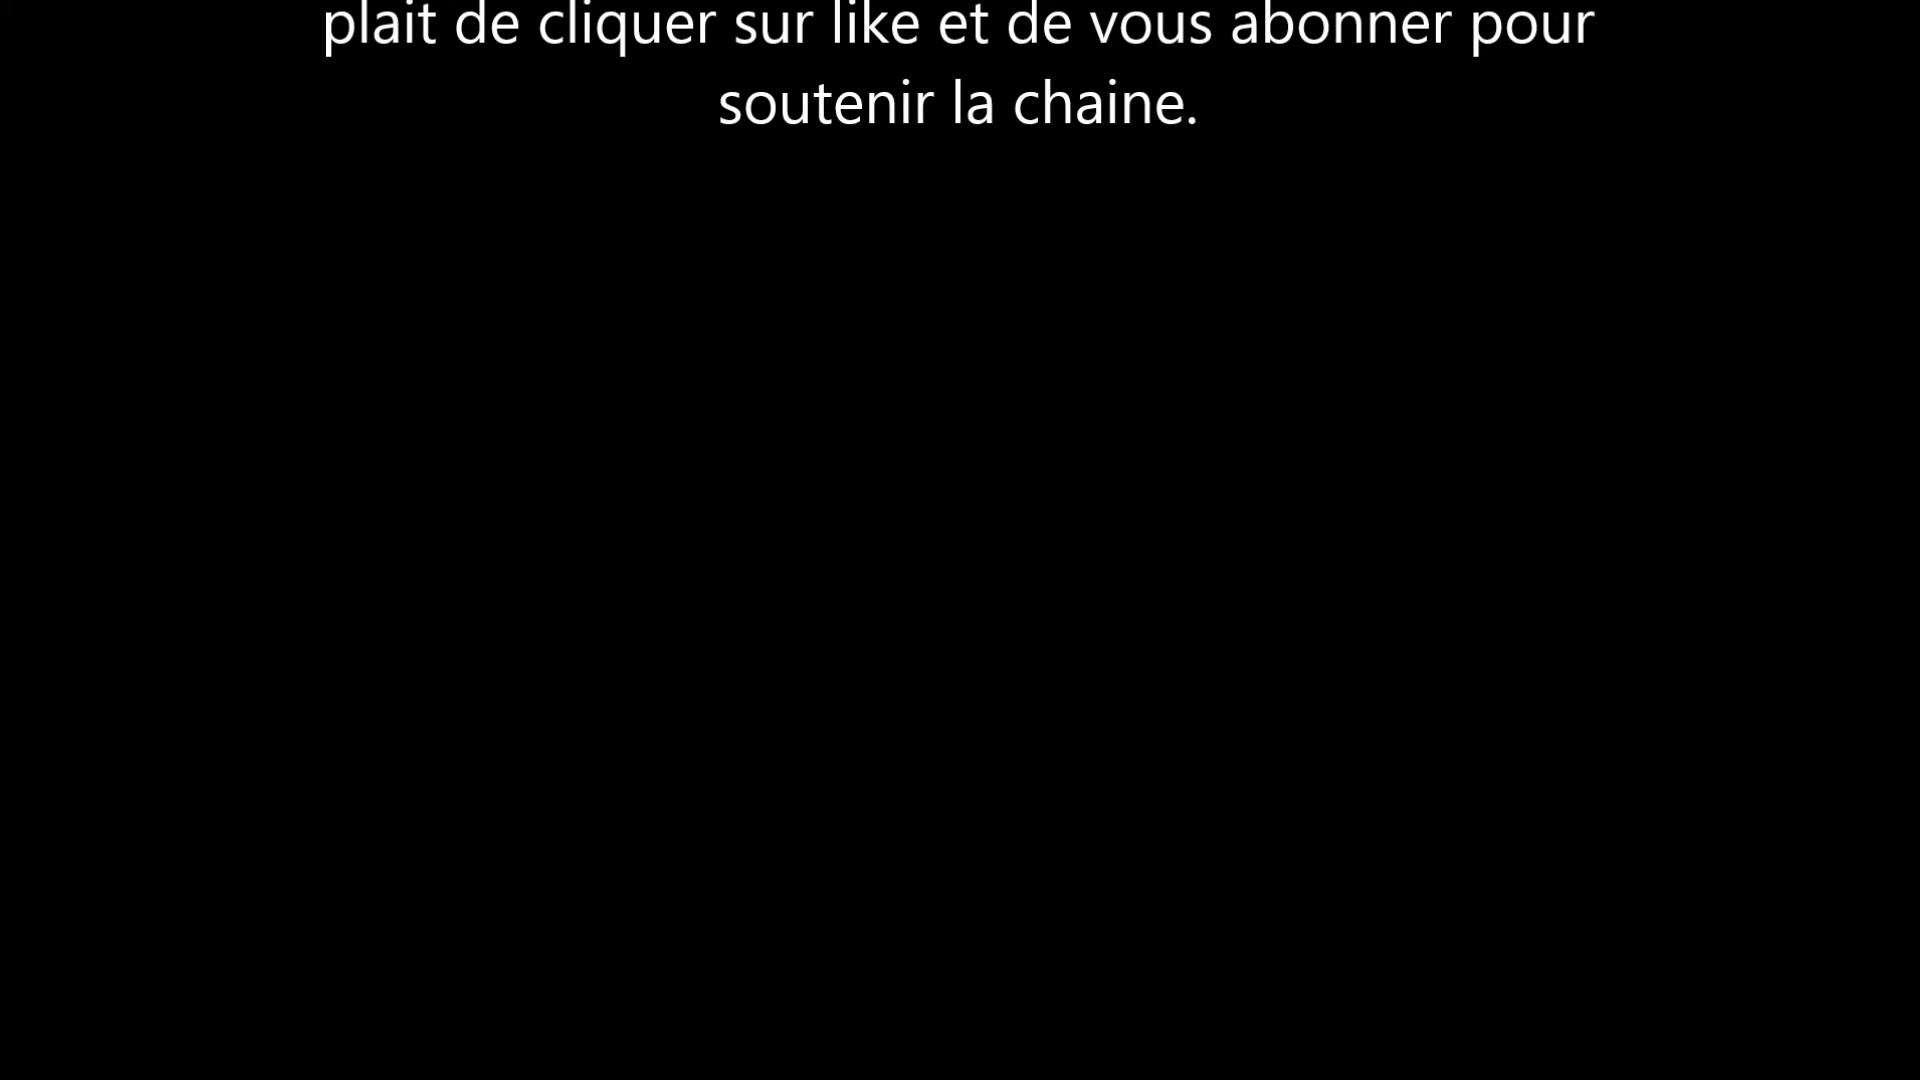 plait de cliquer sur like et de vous abonner pour
soutenir la chaine.